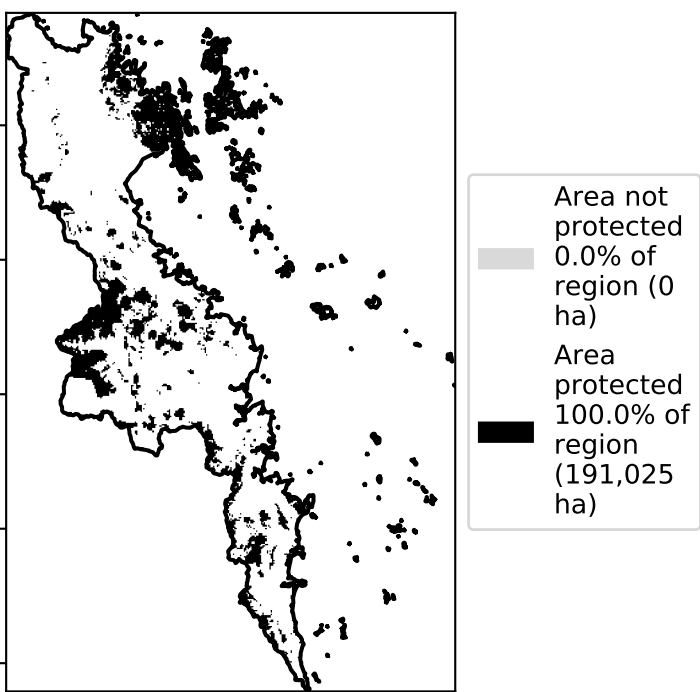 Area not
protected
0.0% of
region (0
ha)
Area
protected
100.0% of
region
(191,025
ha)